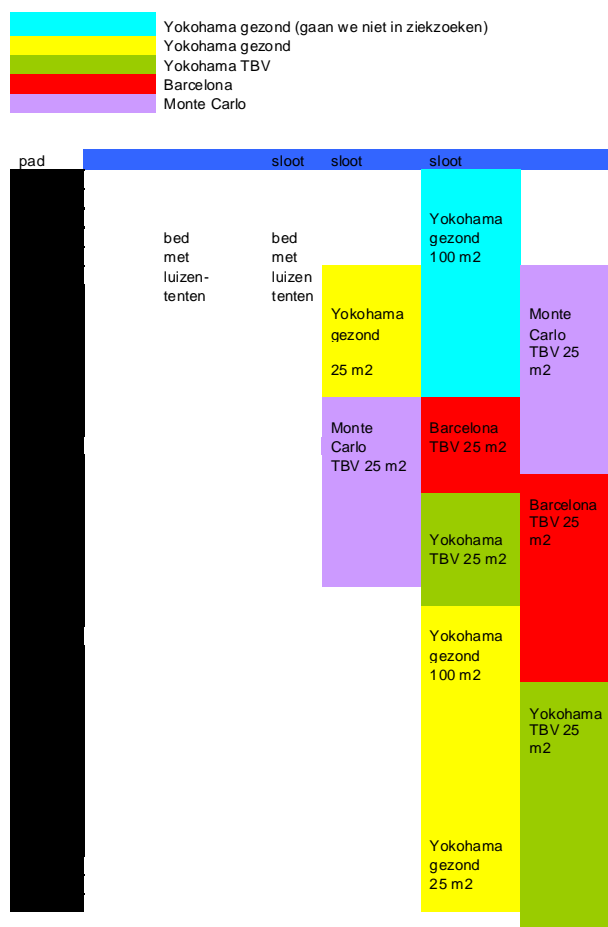 Yokohama gezond (gaan we niet in ziekzoeken)
Yokohama gezond
Yokohama TBV
Barcelona
Monte Carlo
pad
sloot
sloot
sloot
bed
met
luizen-
tenten
bed
met
luizen
tenten
Yokohama
gezond
25 m2
Monte
Carlo
TBV 25 m2
Yokohama
gezond
100 m2
Barcelona
TBV 25 m2
Yokohama
TBV 25 m2
Yokohama
gezond
100 m2
Yokohama
gezond
25 m2
Monte
Carlo
TBV 25
m2
Barcelona
TBV 25
m2
Yokohama
TBV 25
m2